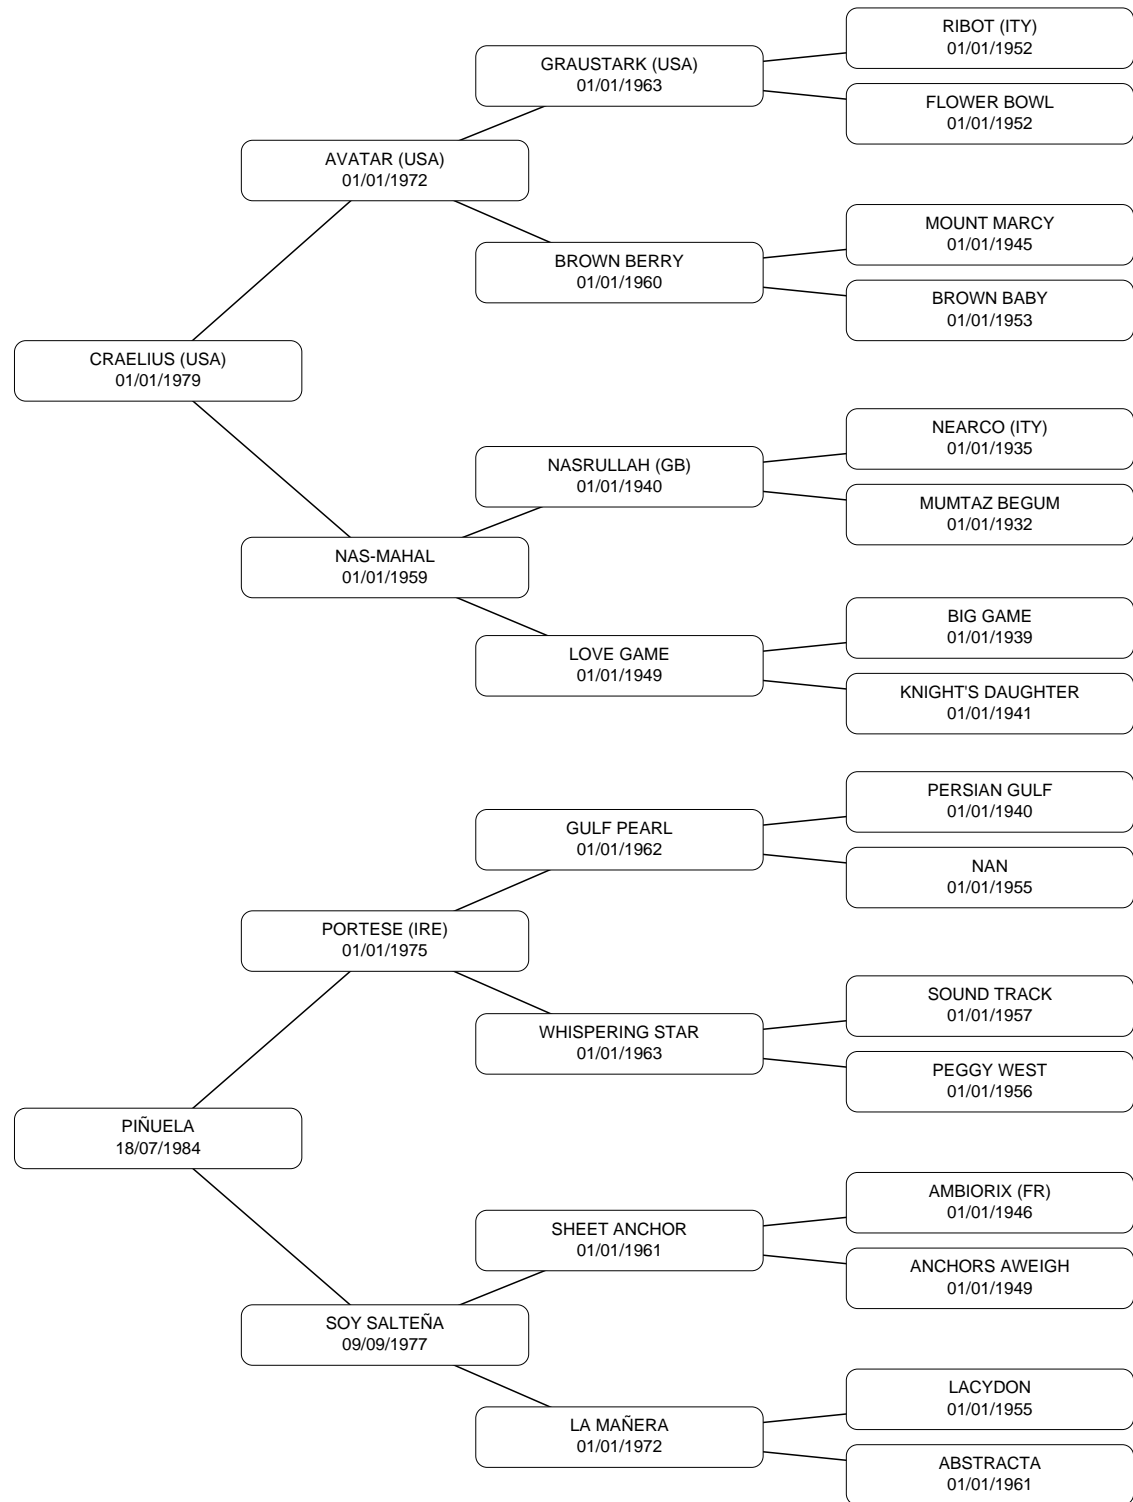 RIBOT (ITY)
01/01/1952
GRAUSTARK (USA)
01/01/1963
FLOWER BOWL
01/01/1952
AVATAR (USA)
01/01/1972
MOUNT MARCY
01/01/1945
BROWN BERRY
01/01/1960
BROWN BABY
01/01/1953
CRAELIUS (USA)
01/01/1979
NEARCO (ITY)
01/01/1935
NASRULLAH (GB)
01/01/1940
MUMTAZ BEGUM
01/01/1932
NAS-MAHAL
01/01/1959
BIG GAME
01/01/1939
LOVE GAME
01/01/1949
KNIGHT'S DAUGHTER
01/01/1941
PERSIAN GULF
01/01/1940
GULF PEARL
01/01/1962
NAN
01/01/1955
PORTESE (IRE)
01/01/1975
SOUND TRACK
01/01/1957
WHISPERING STAR
01/01/1963
PEGGY WEST
01/01/1956
PIÑUELA
18/07/1984
AMBIORIX (FR)
01/01/1946
SHEET ANCHOR
01/01/1961
ANCHORS AWEIGH
01/01/1949
SOY SALTEÑA
09/09/1977
LACYDON
01/01/1955
LA MAÑERA
01/01/1972
ABSTRACTA
01/01/1961